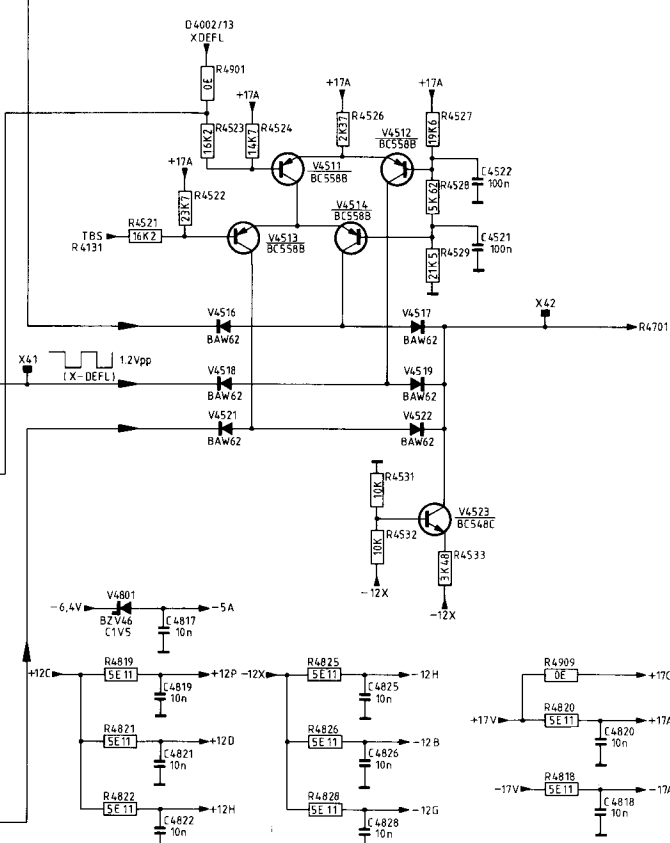 D4002/13
XDEFL
R4901
0E
+17A
+17A
+17A
R4523
16K2
R4524
14K7
R4526
2K37
V4512
BC558B
R4527
19K6
+17A
R4522
23K7
V4511
BC558B
C4522
100n
R4528
5K62
V4514
BC558B
R4521
16K2
TBS
R4131
V4513
BC558B
C4521
100n
R4529
21K5
V4516
BAW62
V4517
BAW62
X42
R4701
X41
1.2Vpp
(X-DEFL)
V4518
BAW62
V4519
BAW62
V4521
BAW62
V4522
BAW62
R4531
10K
V4523
BC548C
R4532
10K
R4533
3K48
-12X
-12X
V4801
-6,4V
-5A
BZV46
C1V5
C4817
10n
+12C
R4819
5E11
+12P
C4819
10n
-12X
R4825
5E11
-12H
C4825
10n
R4909
0E
+17C
R4821
5E11
+12D
C4821
10n
R4826
5E11
-12B
C4826
10n
+17V
R4820
5E11
+17A
C4820
10n
R4822
5E11
+12H
C4822
10n
R4828
5E11
-12G
C4828
10n
-17V
R4818
5E11
-17A
C4818
10n